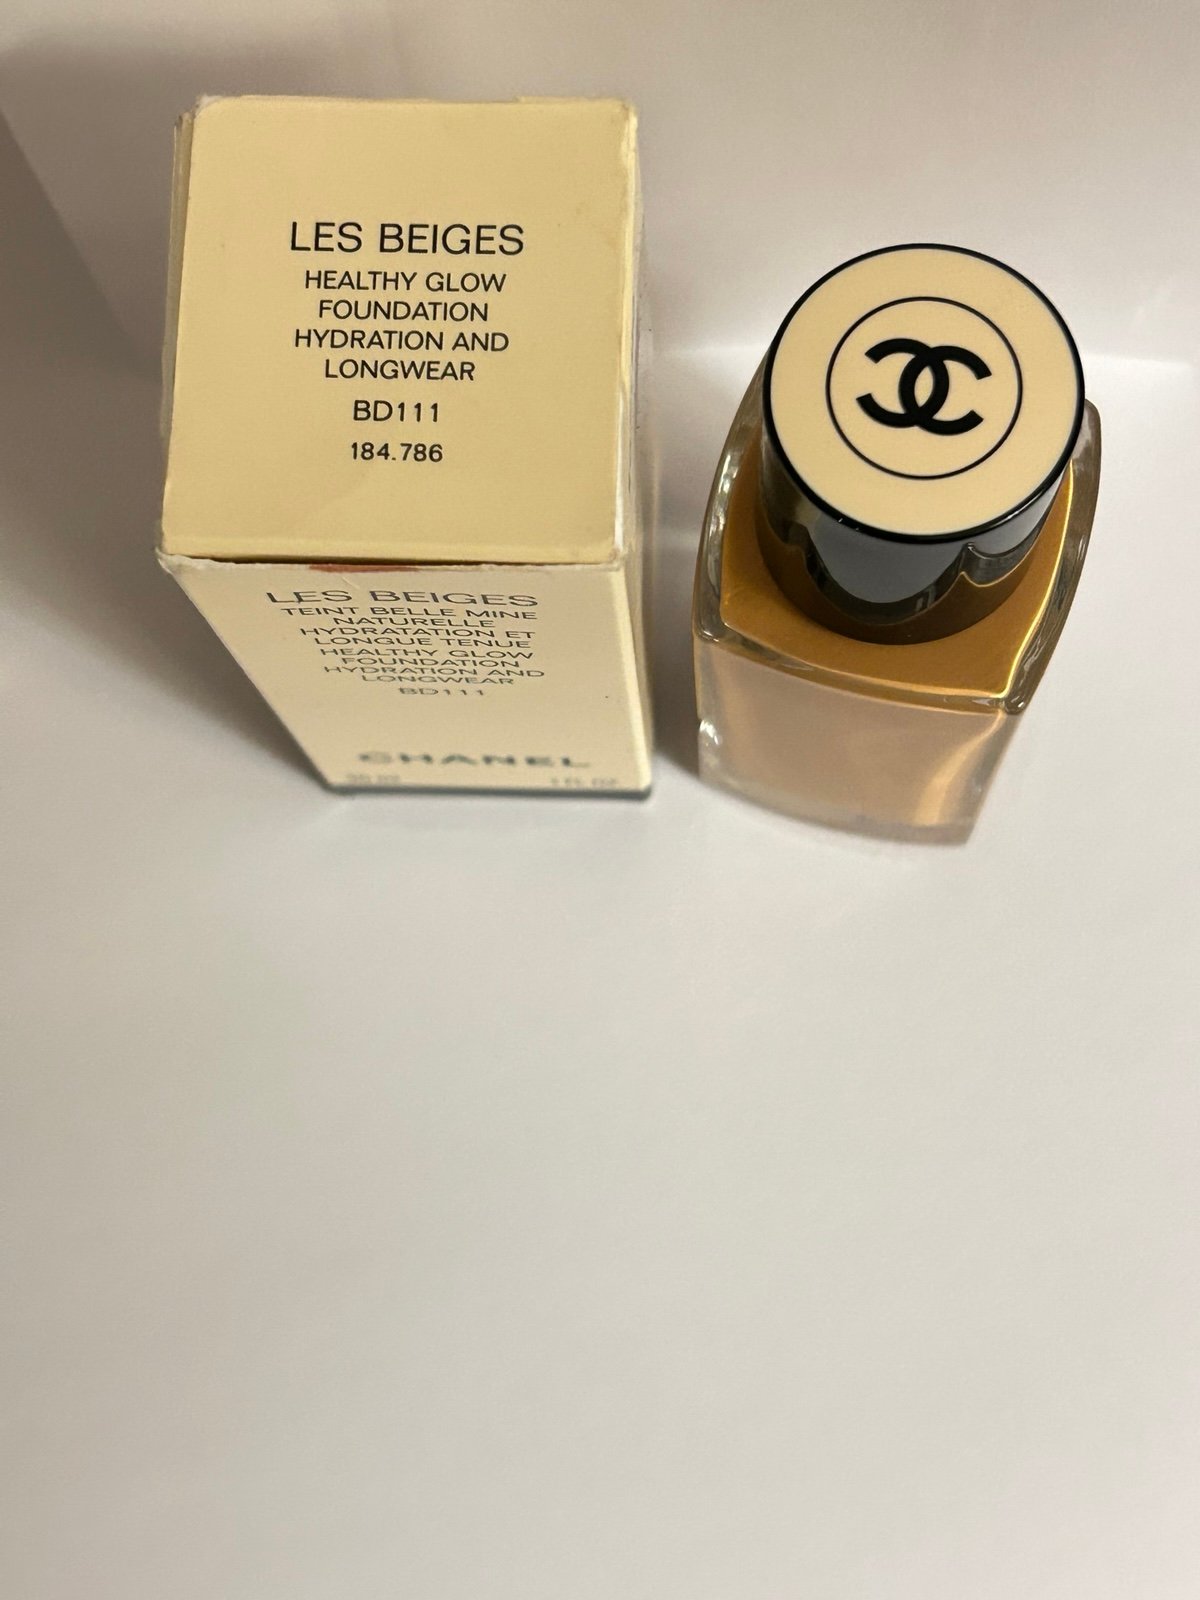 LES BEIGES
HEALTHY GLOW
FOUNDATION
HYDRATION AND
LONGWEAR
BD111
184.786
LES BEIGES
TEINT BELLE MINE
NATURELLE
HYDRATATION ET
LONGUE TENUE
HEALTHY GLOW
FOUNDATION
HYDRATION AND
LONGWEAR
BD111
CHANEL